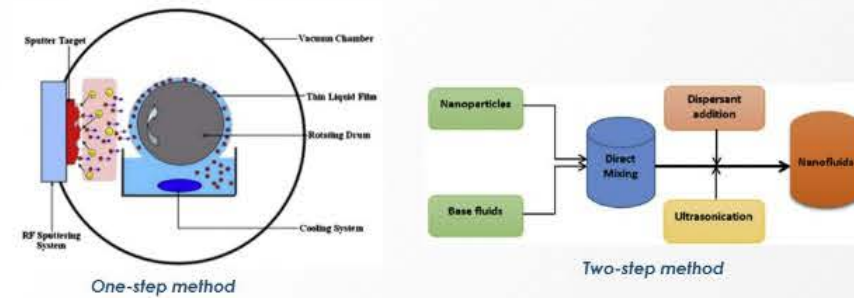 Sputter Target
Vacuum Chamber
Thin Liquid Film
Rotating Drum
RF Sputtering
System
Cooling System
One-step method
Nanoparticles
Base fluids
Direct
Mixing
Dispersant
addition
Ultrasonication
Nanofluids
Two-step method